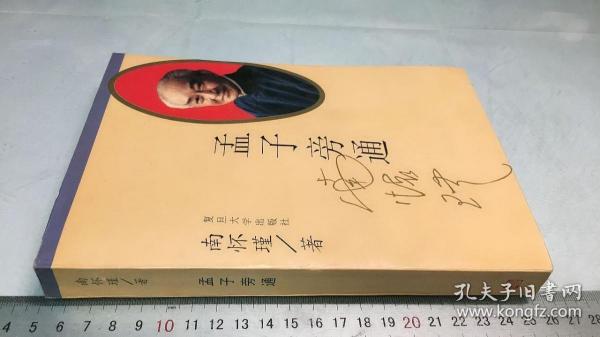 孟子旁通
南怀瑾
复旦大学出版社
南怀瑾/著
南怀瑾/著
孟子旁通
4 5 6 7 8 9 10 11 12 13 14 15 16 17 18 19 20 21 22 23 24 25 26 27 28
孔夫子旧书网
www.kongfz.com